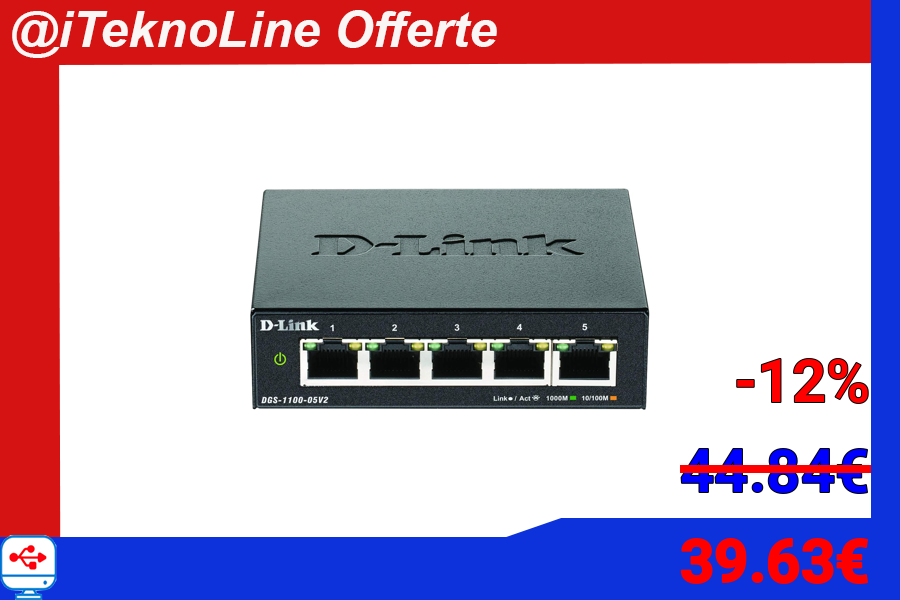 @iTeknoLine Offerte
D-Link
D-Link 1 2 3 4 5
DGS-1100-05V2 Link / Act 1000M 10/100M
-12%
44.84€
39.63€